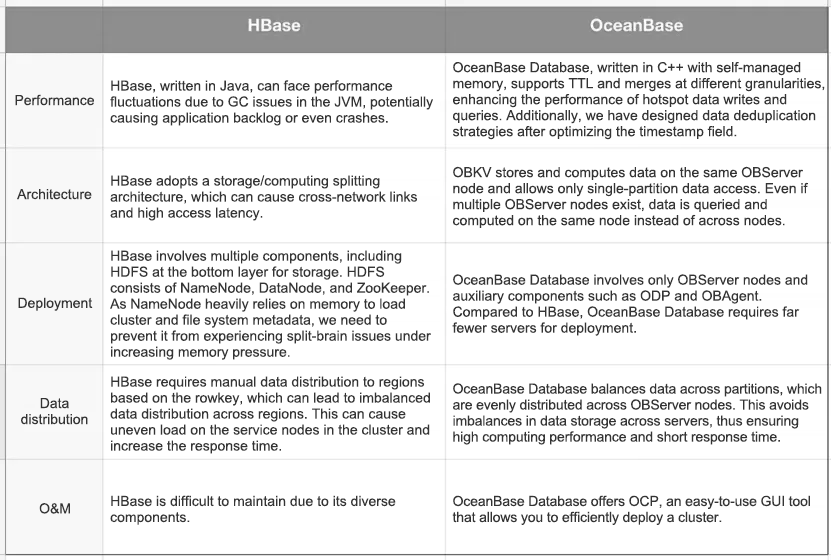 HBase
OceanBase
Performance
HBase, written in Java, can face performance
fluctuations due to GC issues in the JVM, potentially
causing application backlog or even crashes.
OceanBase Database, written in C++ with self-managed
memory, supports TTL and merges at different granularities,
enhancing the performance of hotspot data writes and
queries. Additionally, we have designed data deduplication
strategies after optimizing the timestamp field.
Architecture
HBase adopts a storage/computing splitting
architecture, which can cause cross-network links
and high access latency.
OBKV stores and computes data on the same OBServer
node and allows only single-partition data access. Even if
multiple OBServer nodes exist, data is queried and
computed on the same node instead of across nodes.
Deployment
HBase involves multiple components, including
HDFS at the bottom layer for storage. HDFS
consists of NameNode, DataNode, and ZooKeeper.
As NameNode heavily relies on memory to load
cluster and file system metadata, we need to
prevent it from experiencing split-brain issues under
increasing memory pressure.
OceanBase Database involves only OBServer nodes and
auxiliary components such as ODP and OBAgent.
Compared to HBase, OceanBase Database requires far
fewer servers for deployment.
Data
distribution
HBase requires manual data distribution to regions
based on the rowkey, which can lead to imbalanced
data distribution across regions. This can cause
uneven load on the service nodes in the cluster and
increase the response time.
OceanBase Database balances data across partitions, which
are evenly distributed across OBServer nodes. This avoids
imbalances in data storage across servers, thus ensuring
high computing performance and short response time.
O&M
HBase is difficult to maintain due to its diverse
components.
OceanBase Database offers OCP, an easy-to-use GUI tool
that allows you to efficiently deploy a cluster.